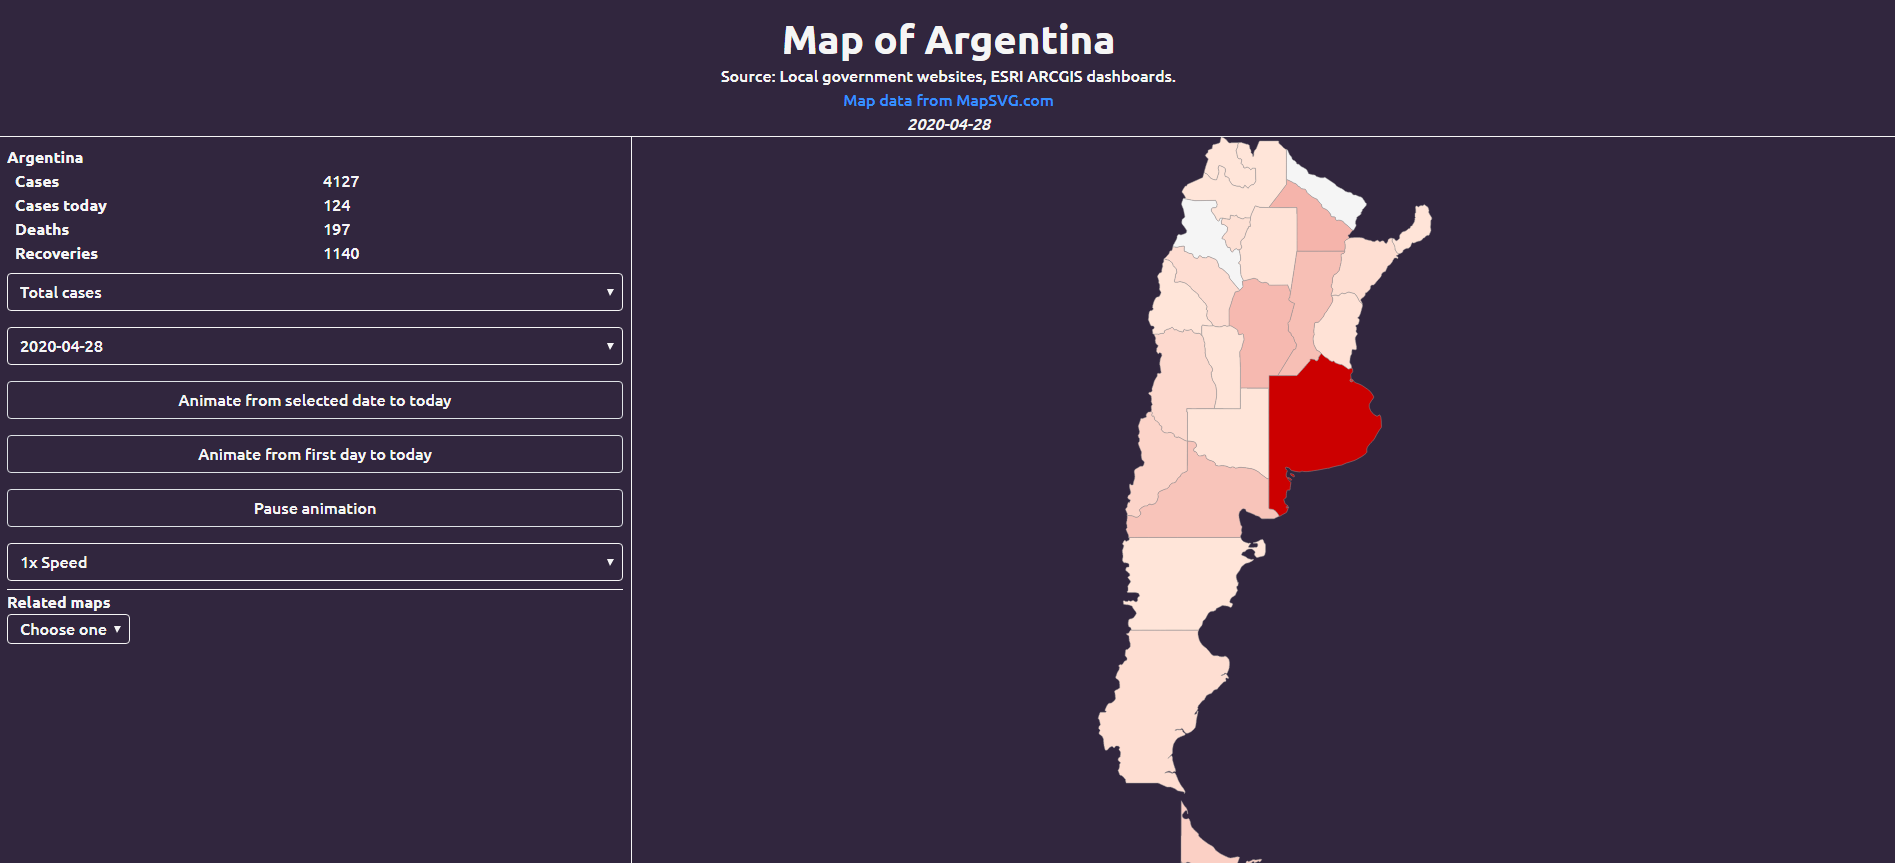 Map of Argentina
Source: Local government websites, ESRI ARCGIS dashboards.
Map data from MapSVG.com
2020-04-28
Argentina
Cases 4127
Cases today 124
Deaths 197
Recoveries 1140
Total cases
2020-04-28
Animate from selected date to today
Animate from first day to today
Pause animation
1x Speed
Related maps
Choose one